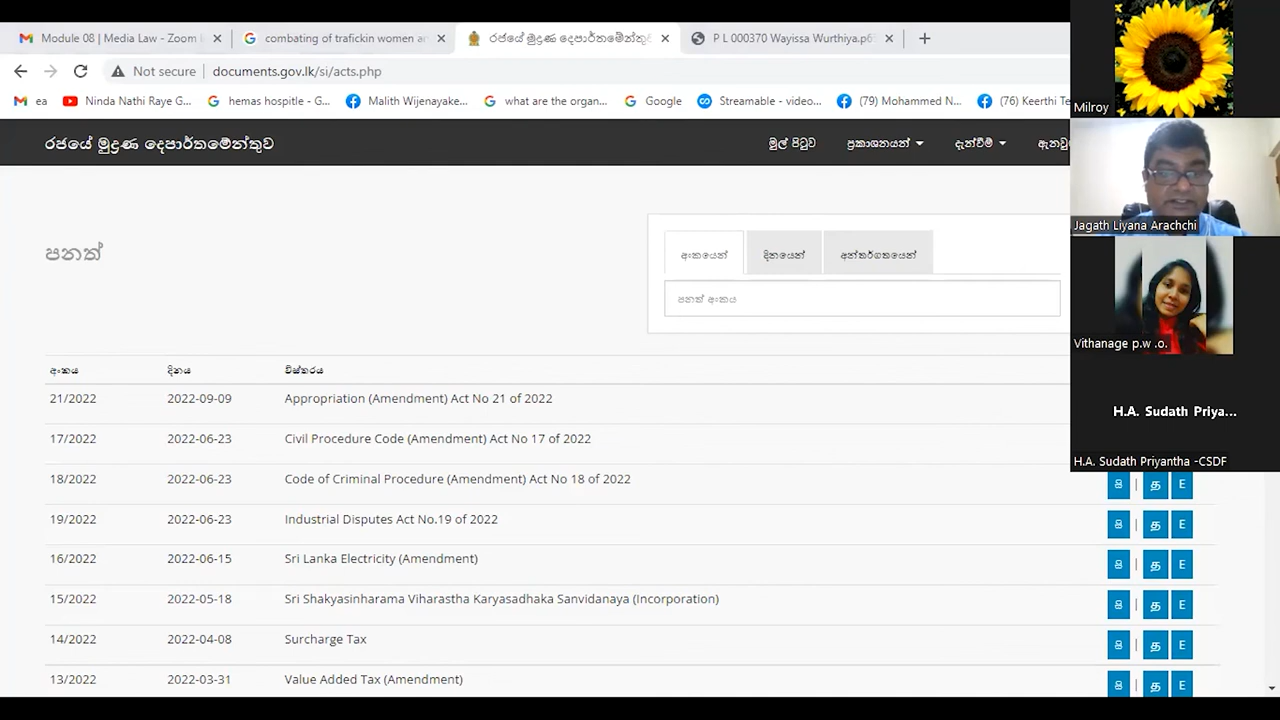 Module 08 | Media Law - Zoom
combating of trafickin women a
රජයේ මුද්‍රණ දෙපාර්තමේන්තුව
P L 000370 Wayissa Wurthiya.p65
Not secure
documents.gov.lk/si/acts.php
ea
Ninda Nathi Raye G...
hemas hospitle - G...
Malith Wijenayake...
what are the organ...
Google
Streamable - video...
(79) Mohammed N...
(76) Keerthi Te
රජයේ මුද්‍රණ දෙපාර්තමේන්තුව
මුල් පිටුව
ප්‍රකාශනයන්
දැන්වීම්
ඇනවු
පනත්
අංකයෙන්
දිනයෙන්
අන්තර්ගතයෙන්
පනත් අංකය
අංකය දිනය විස්තරය
21/2022 2022-09-09 Appropriation (Amendment) Act No 21 of 2022
17/2022 2022-06-23 Civil Procedure Code (Amendment) Act No 17 of 2022
18/2022 2022-06-23 Code of Criminal Procedure (Amendment) Act No 18 of 2022 සි | த E
19/2022 2022-06-23 Industrial Disputes Act No.19 of 2022 සි | த E
16/2022 2022-06-15 Sri Lanka Electricity (Amendment) සි | த E
15/2022 2022-05-18 Sri Shakyasinharama Viharastha Karyasadhaka Sanvidanaya (Incorporation) සි | த E
14/2022 2022-04-08 Surcharge Tax සි | த E
13/2022 2022-03-31 Value Added Tax (Amendment) සි | த E
Milroy
Jagath Liyana Arachchi
Vithanage p.w .o.
H.A. Sudath Priya...
H.A. Sudath Priyantha -CSDF